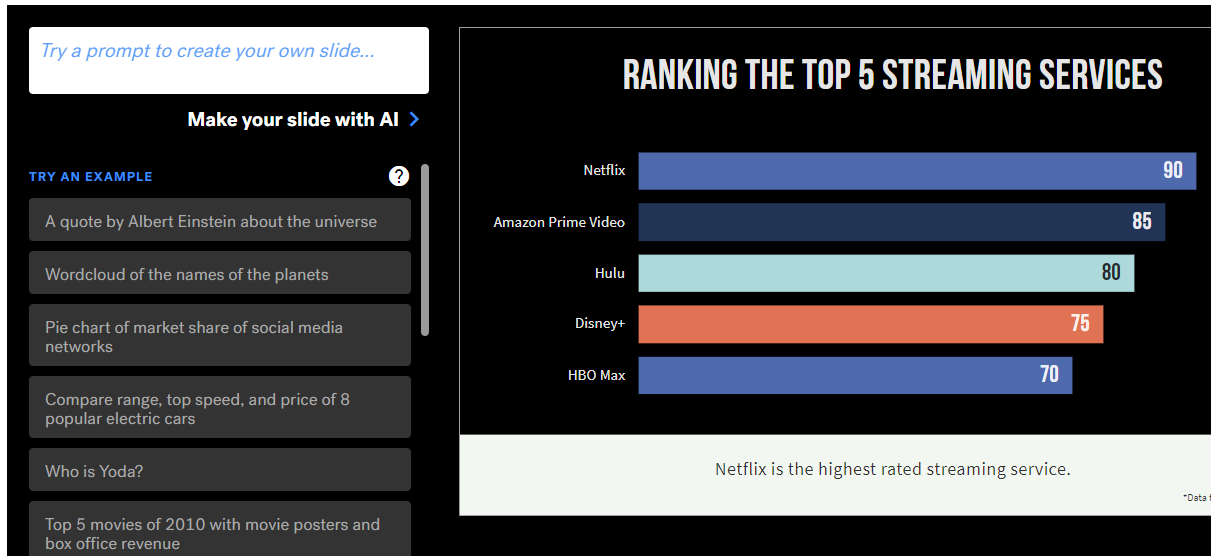 Try a prompt to create your own slide...
Make your slide with AI
TRY AN EXAMPLE
?
A quote by Albert Einstein about the universe
Wordcloud of the names of the planets
Pie chart of market share of social media
networks
Compare range, top speed, and price of 8
popular electric cars
Who is Yoda?
Top 5 movies of 2010 with movie posters and
box office revenue
RANKING THE TOP 5 STREAMING SERVICES
Netflix 90
Amazon Prime Video 85
Hulu 80
Disney+ 75
HBO Max 70
Netflix is the highest rated streaming service.
*Data